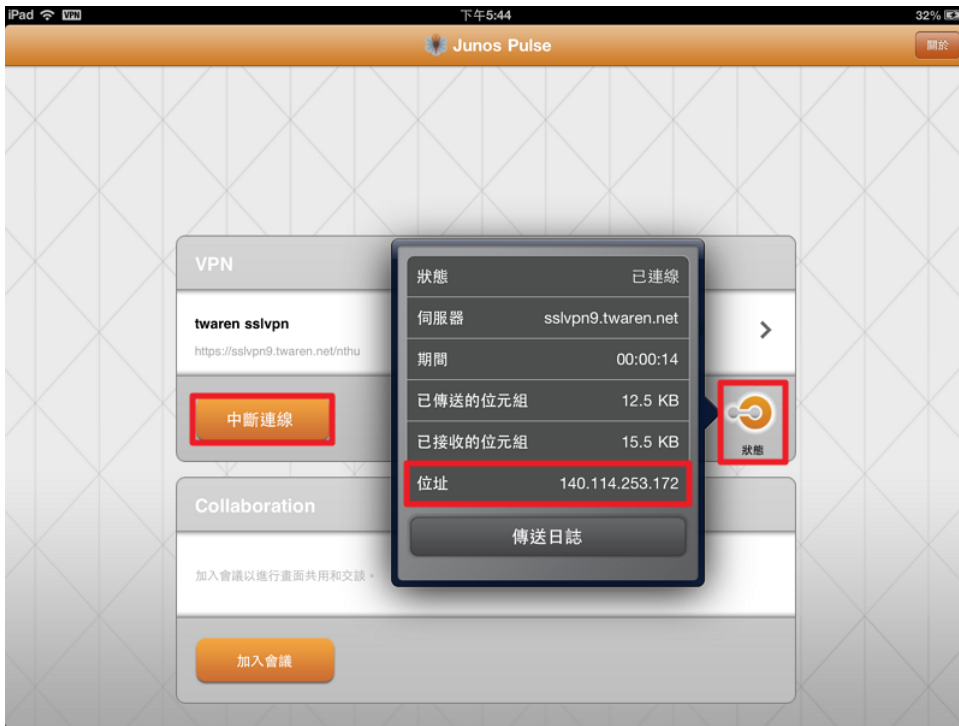 iPad VPN 下午5:44 32%
Junos Pulse
關於
VPN
twaren sslvpn
https://sslvpn9.twaren.net/nthu
中斷連線
狀態 已連線
伺服器 sslvpn9.twaren.net
期間 00:00:14
已傳送的位元組 12.5 KB
已接收的位元組 15.5 KB
位址 140.114.253.172
傳送日誌
狀態
Collaboration
加入會議以進行畫面共用和交談。
加入會議